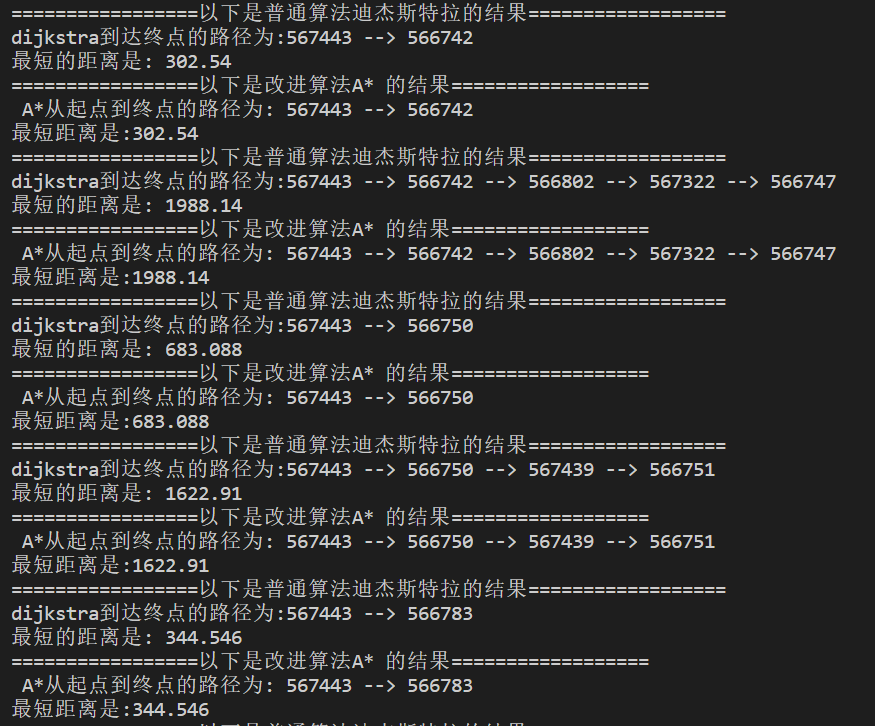 =================以下是普通算法迪杰斯特拉的结果==================
dijkstra到达终点的路径为:567443 --> 566742
最短的距离是: 302.54
=================以下是改进算法A* 的结果==================
 A*从起点到终点的路径为: 567443 --> 566742
最短距离是:302.54
=================以下是普通算法迪杰斯特拉的结果==================
dijkstra到达终点的路径为:567443 --> 566742 --> 566802 --> 567322 --> 566747
最短的距离是: 1988.14
=================以下是改进算法A* 的结果==================
 A*从起点到终点的路径为: 567443 --> 566742 --> 566802 --> 567322 --> 566747
最短距离是:1988.14
=================以下是普通算法迪杰斯特拉的结果==================
dijkstra到达终点的路径为:567443 --> 566750
最短的距离是: 683.088
=================以下是改进算法A* 的结果==================
 A*从起点到终点的路径为: 567443 --> 566750
最短距离是:683.088
=================以下是普通算法迪杰斯特拉的结果==================
dijkstra到达终点的路径为:567443 --> 566750 --> 567439 --> 566751
最短的距离是: 1622.91
=================以下是改进算法A* 的结果==================
 A*从起点到终点的路径为: 567443 --> 566750 --> 567439 --> 566751
最短距离是:1622.91
=================以下是普通算法迪杰斯特拉的结果==================
dijkstra到达终点的路径为:567443 --> 566783
最短的距离是: 344.546
=================以下是改进算法A* 的结果==================
 A*从起点到终点的路径为: 567443 --> 566783
最短距离是:344.546